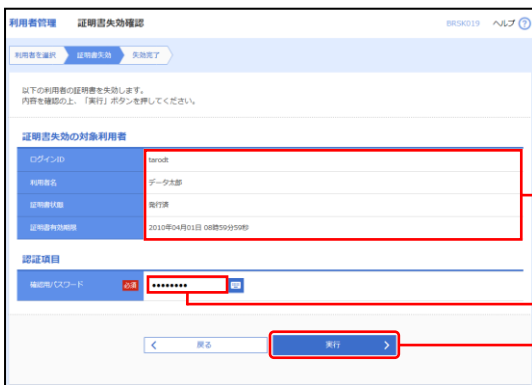 利用者管理 証明書失効確認 BRSK019 ヘルプ ?
利用者を選択 証明書失効 失効完了
以下の利用者の証明書を失効します。
内容を確認の上、「実行」ボタンを押してください。
証明書失効の対象利用者
ログインID tarodt
利用者名 データ太郎
証明書状態 発行済
証明書有効期限 2010年04月01日 08時59分59秒
認証項目
確認用パスワード 必須 ●●●●●●●●
戻る 実行